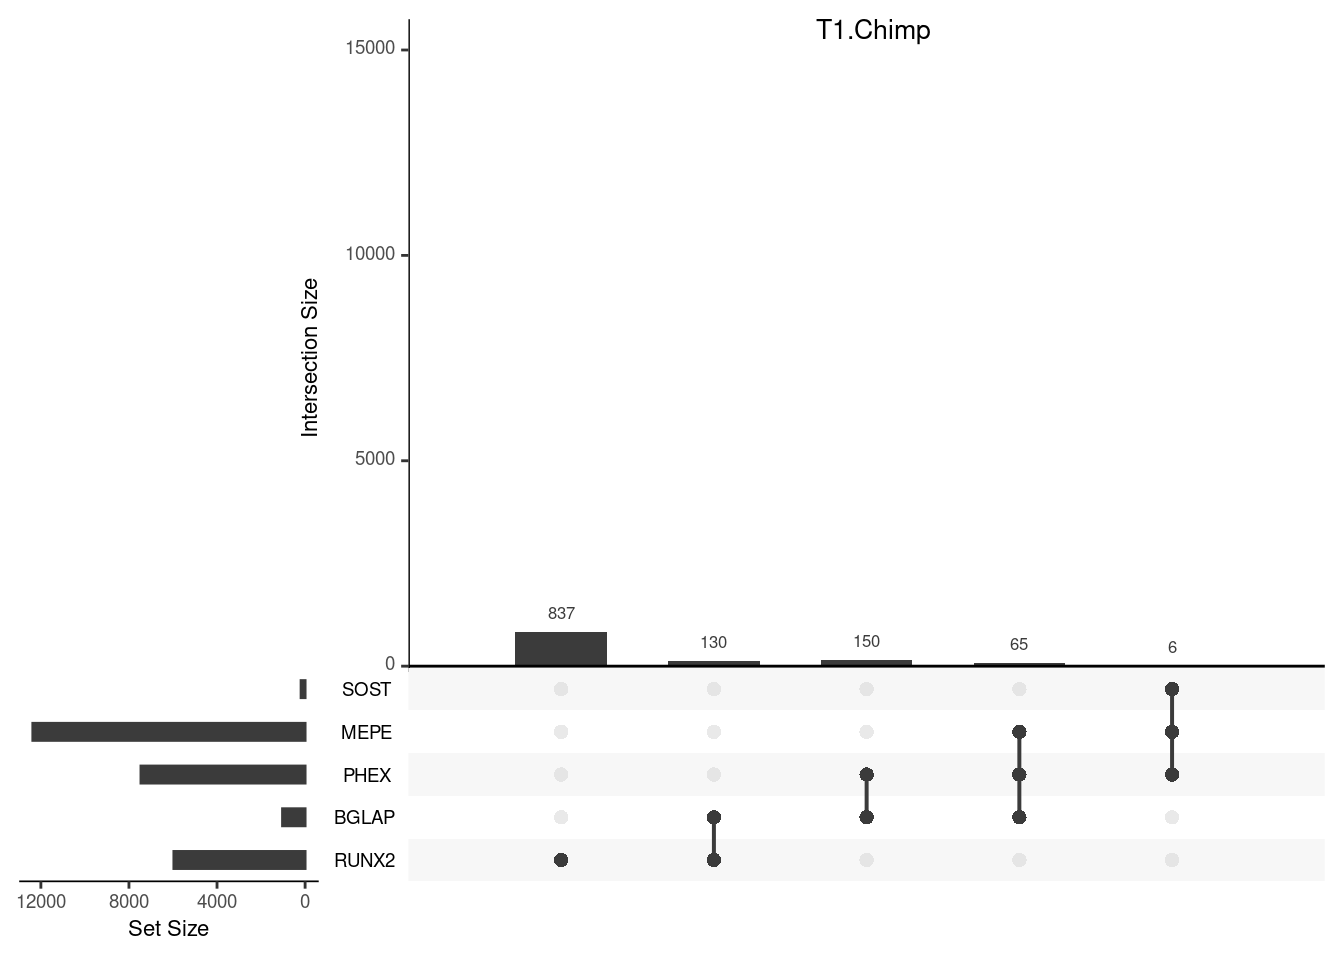 T1.Chimp
15000
10000
5000
0
Intersection Size
837
130
150
65
6
SOST
MEPE
PHEX
BGLAP
RUNX2
12000 8000 4000 0
Set Size